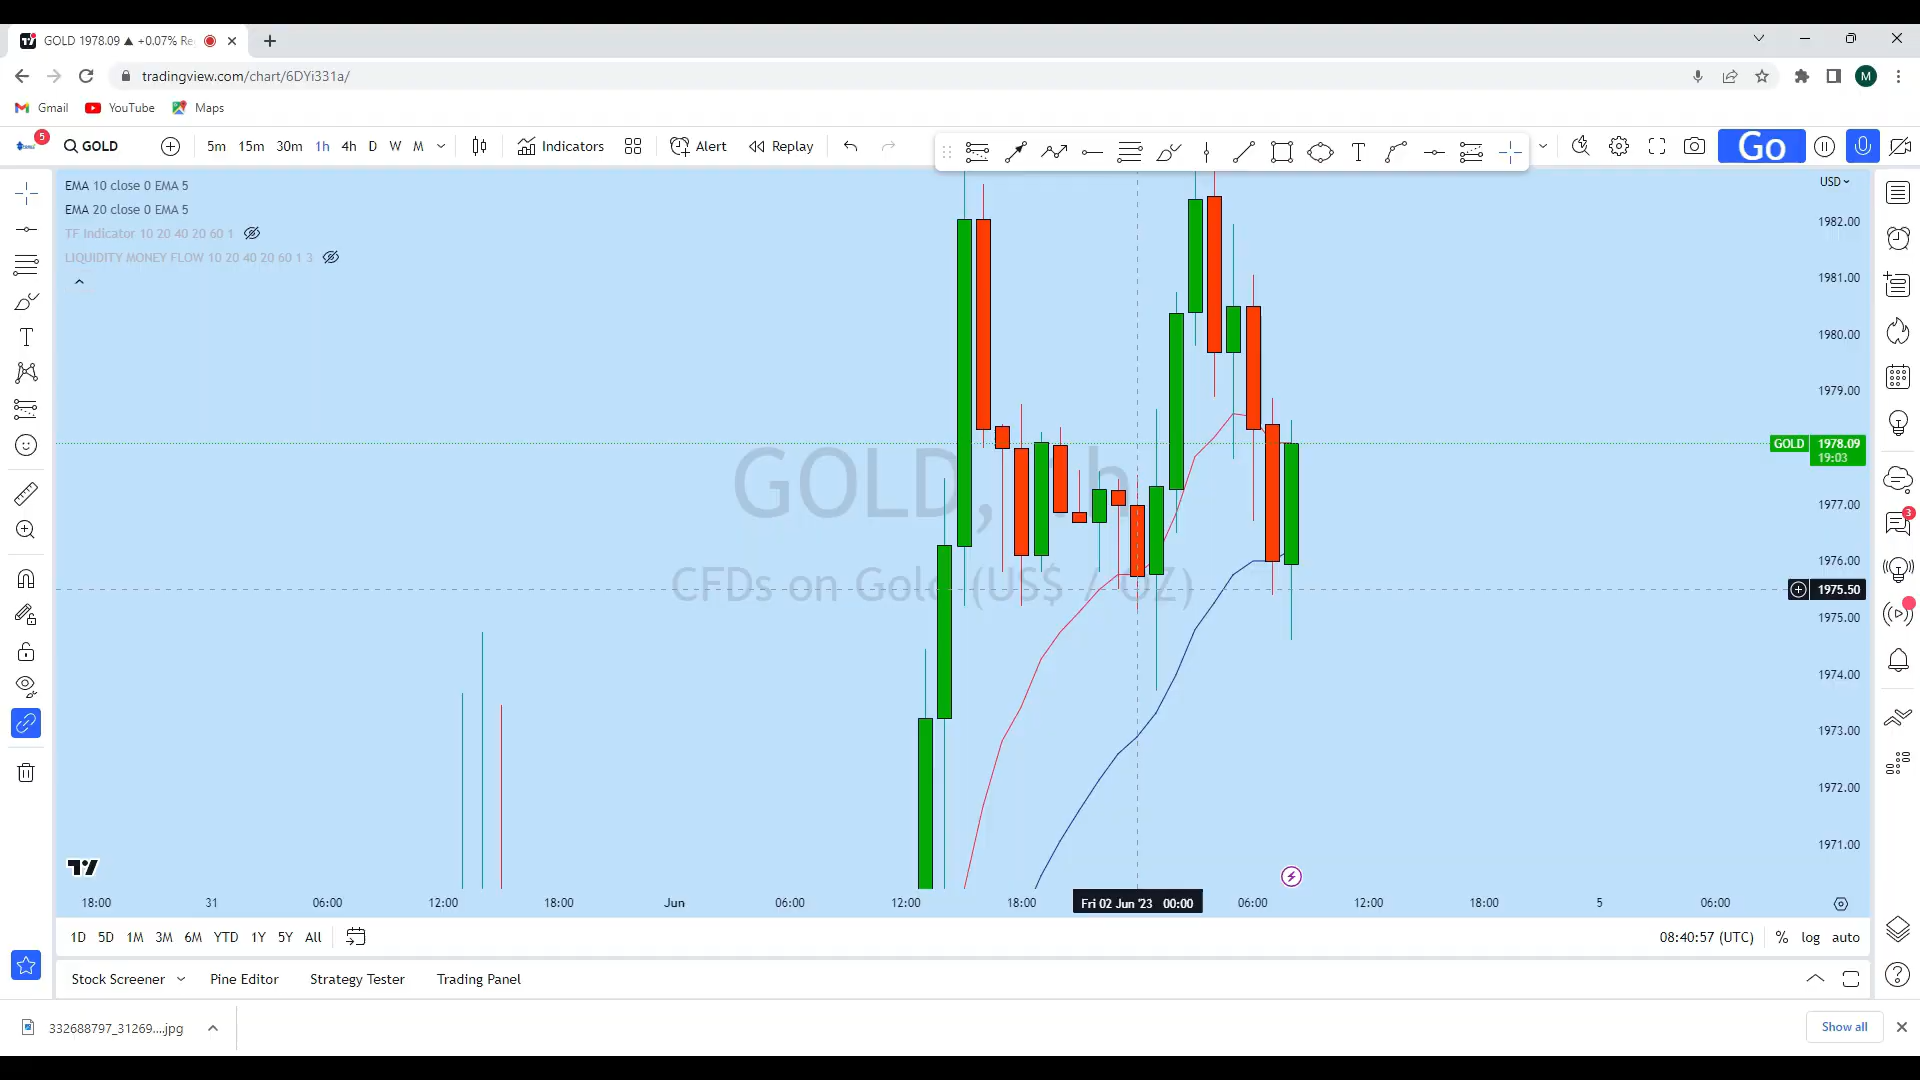 GOLD 1978.09 ▲ +0.07% Re
tradingview.com/chart/6DYi331a/
M
Gmail YouTube Maps
5
GOLD 5m 15m 30m 1h 4h D W M Indicators Alert Replay Go
EMA 10 close 0 EMA 5
EMA 20 close 0 EMA 5
TF Indicator 10 20 40 20 60 1
LIQUIDITY MONEY FLOW 10 20 40 20 60 1 3
GOLD, 1h
CFDs on Gold (US$ / OZ)
USD
1982.00
1981.00
1980.00
1979.00
GOLD 1978.09
19:03
1977.00
1976.00
1975.50
1975.00
1974.00
1973.00
1972.00
1971.00
3
18:00 31 06:00 12:00 18:00 Jun 06:00 12:00 18:00 Fri 02 Jun '23 00:00 06:00 12:00 18:00 5 06:00
1D 5D 1M 3M 6M YTD 1Y 5Y All 08:40:57 (UTC) % log auto
Stock Screener Pine Editor Strategy Tester Trading Panel
332688797_31269....jpg Show all